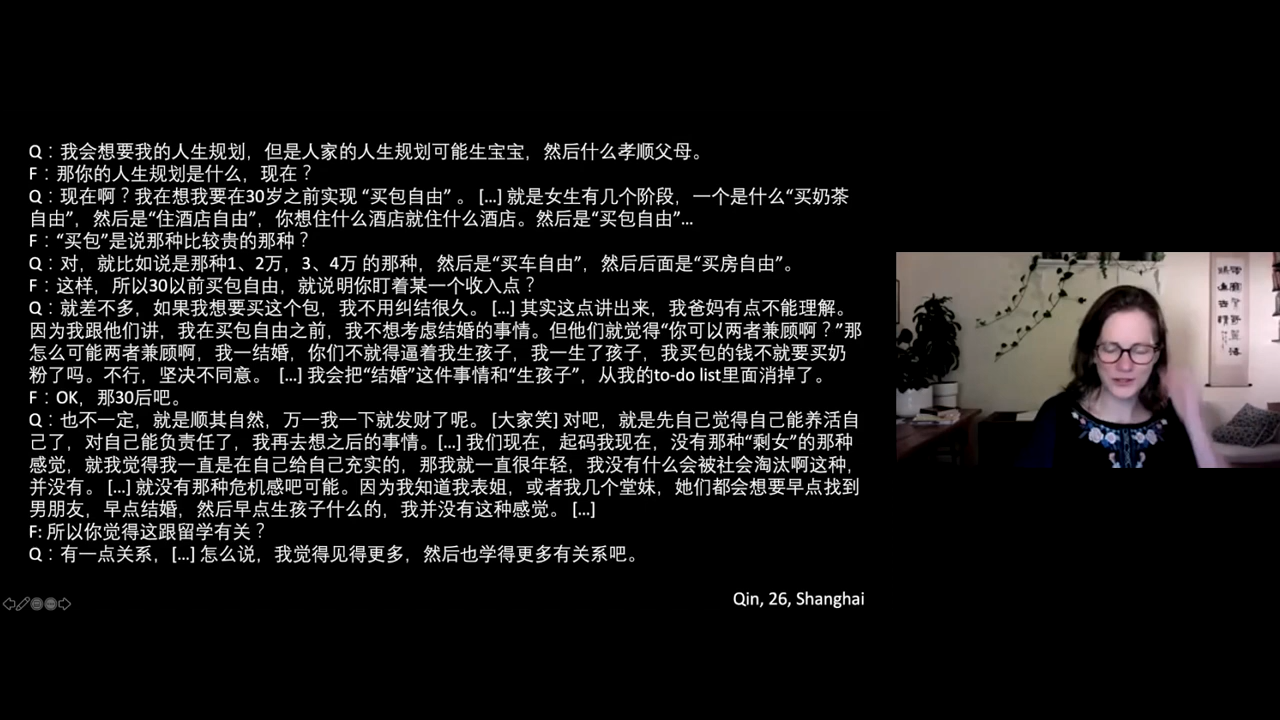 Q：我会想要我的人生规划，但是人家的人生规划可能生宝宝，然后什么孝顺父母。
F：那你的人生规划是什么，现在？
Q：现在啊？我在想我要在30岁之前实现 “买包自由” 。 [...] 就是女生有几个阶段，一个是什么“买奶茶
自由”，然后是“住酒店自由”，你想住什么酒店就住什么酒店。然后是“买包自由”...
F：“买包”是说那种比较贵的那种？
Q：对，就比如说是那种1、2万，3、4万 的那种，然后是“买车自由”，然后后面是“买房自由”。
F：这样，所以30以前买包自由，就说明你盯着某一个收入点？
Q：就差不多，如果我想要买这个包，我不用纠结很久。 [...] 其实这点讲出来，我爸妈有点不能理解。
因为我跟他们讲，我在买包自由之前，我不想考虑结婚的事情。但他们就觉得“你可以两者兼顾啊？”那
怎么可能两者兼顾啊，我一结婚，你们不就得逼着我生孩子，我一生了孩子，我买包的钱不就要买奶
粉了吗。不行，坚决不同意。 [...] 我会把“结婚”这件事情和“生孩子”，从我的to-do list里面消掉了。
F：OK，那30后吧。
Q：也不一定，就是顺其自然，万一我一下就发财了呢。 [大家笑] 对吧，就是先自己觉得自己能养活自
己了，对自己能负责任了，我再去想之后的事情。[...] 我们现在，起码我现在，没有那种“剩女”的那种
感觉，就我觉得我一直是在自己给自己充实的，那我就一直很年轻，我没有什么会被社会淘汰啊这种，
并没有。 [...] 就没有那种危机感吧可能。因为我知道我表姐，或者我几个堂妹，她们都会想要早点找到
男朋友，早点结婚，然后早点生孩子什么的，我并没有这种感觉。 [...]
F: 所以你觉得这跟留学有关？
Q：有一点关系，[...] 怎么说，我觉得见得更多，然后也学得更多有关系吧。
Qin, 26, Shanghai